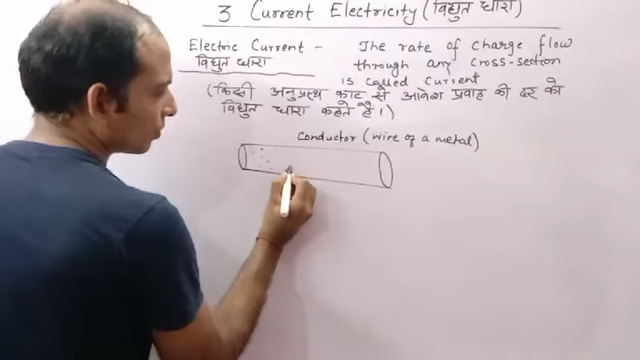 3 Current Electricity (विद्युत धारा)
Electric Current - The rate of charge flow
विद्युत धारा through any cross-section
is called current
(किसी अनुप्रस्थ काट से आवेश प्रवाह की दर को
विद्युत धारा कहते हैं।)
Conductor (wire of a metal)